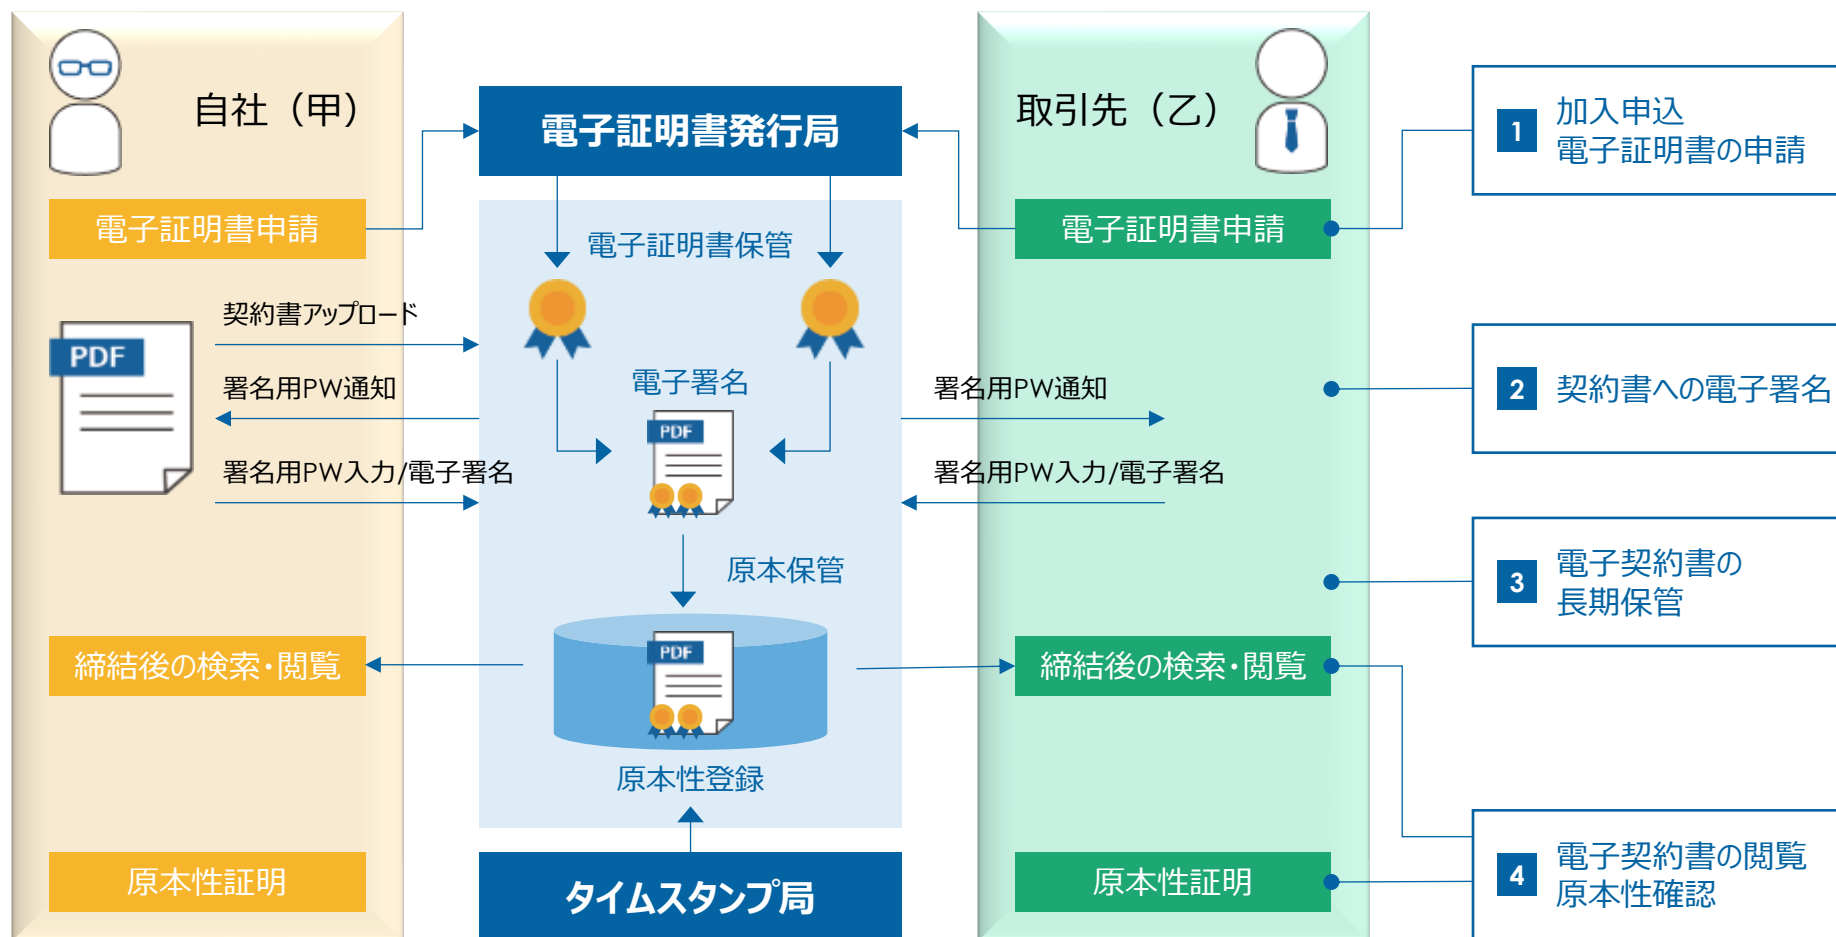 自社（甲）
電子証明書発行局
取引先（乙）
1
加入申込
電子証明書の申請
電子証明書申請
電子証明書保管
電子証明書申請
契約書アップロード
PDF
署名用PW通知
電子署名
署名用PW通知
2
契約書への電子署名
PDF
署名用PW入力/電子署名
署名用PW入力/電子署名
原本保管
3
電子契約書の
長期保管
締結後の検索・閲覧
PDF
締結後の検索・閲覧
原本性登録
原本性証明
タイムスタンプ局
原本性証明
4
電子契約書の閲覧
原本性確認